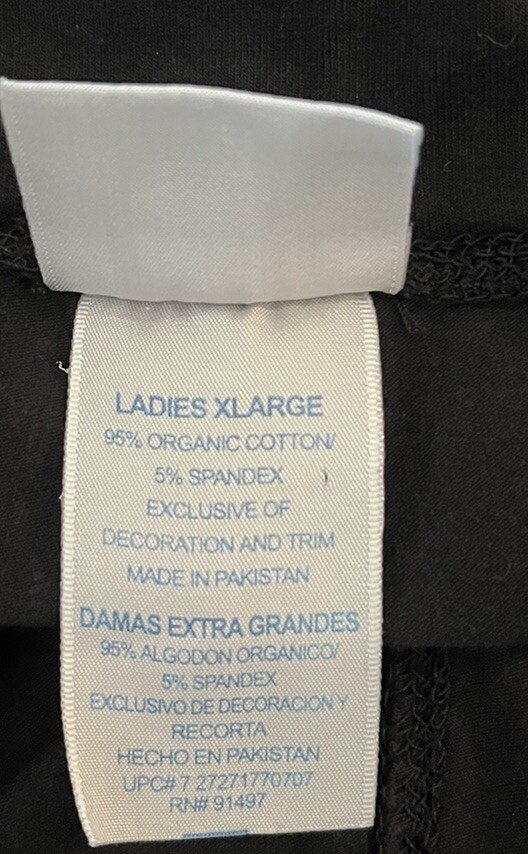 LADIES XLARGE
95% ORGANIC COTTON/
5% SPANDEX
EXCLUSIVE OF
DECORATION AND TRIM
MADE IN PAKISTAN
DAMAS EXTRA GRANDES
95% ALGODON ORGANICO/
5% SPANDEX
EXCLUSIVO DE DECORACION Y
RECORTA
HECHO EN PAKISTAN
UPC# 7 27271770707
RN# 91497